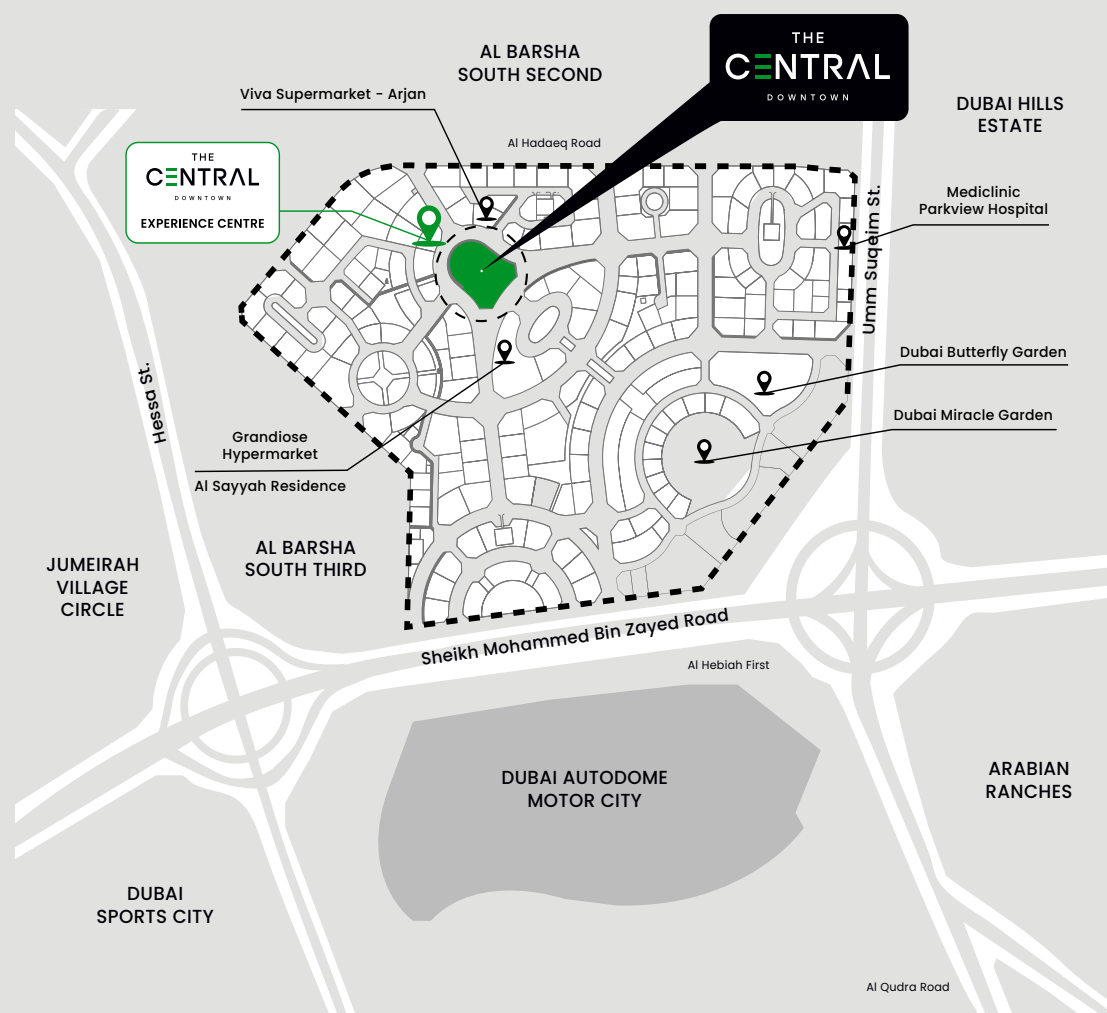 THE
CENTRAL
DOWNTOWN
AL BARSHA
SOUTH SECOND
Viva Supermarket - Arjan
DUBAI HILLS
ESTATE
Al Hadaeq Road
THE
CENTRAL
DOWNTOWN
EXPERIENCE CENTRE
Mediclinic
Parkview Hospital
Umm Suqeim St.
Dubai Butterfly Garden
Hessa St.
Dubai Miracle Garden
Grandiose
Hypermarket
Al Sayyah Residence
AL BARSHA
SOUTH THIRD
JUMEIRAH
VILLAGE
CIRCLE
Sheikh Mohammed Bin Zayed Road
Al Hebiah First
DUBAI AUTODOME
MOTOR CITY
ARABIAN
RANCHES
DUBAI
SPORTS CITY
Al Qudra Road